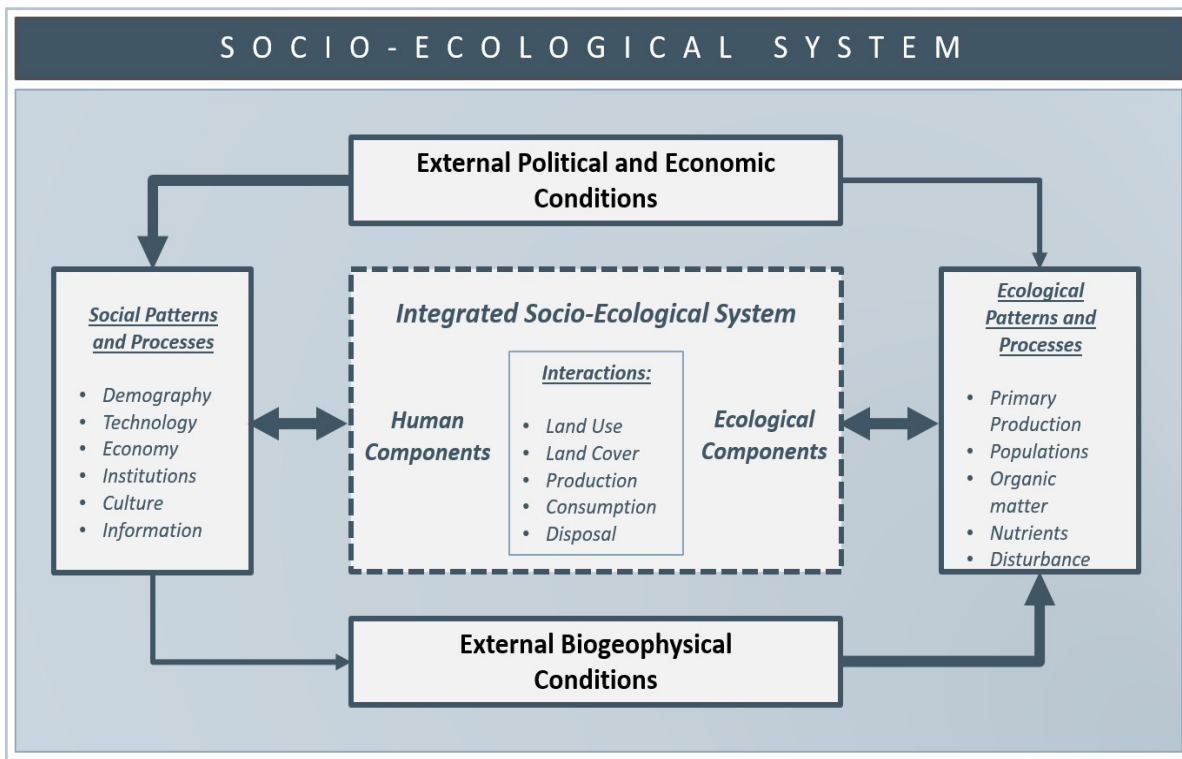 SOCIO-ECOLOGICAL SYSTEM
External Political and Economic
Conditions
Social Patterns
and Processes
• Demography
• Technology
• Economy
• Institutions
• Culture
• Information
Integrated Socio-Ecological System
Human
Components
Interactions:
• Land Use
• Land Cover
• Production
• Consumption
• Disposal
Ecological
Components
Ecological
Patterns and
Processes
• Primary
Production
• Populations
• Organic
matter
• Nutrients
• Disturbance
External Biogeophysical
Conditions